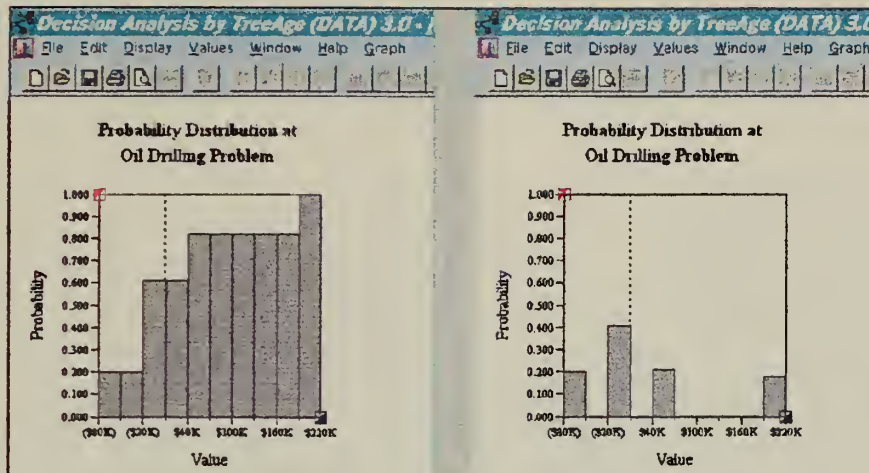 Decision Analysis by TreeAge (DATA) 3.0 -
File Edit Display Values Window Help Graph
Probability Distribution at
Oil Drilling Problem
1.000
0.900
0.800
0.700
0.600
0.500
0.400
0.300
0.200
0.100
0.000
Probability
($80K) ($20K) $40K $100K $160K $220K
Value
Decision Analysis by TreeAge (DATA) 3.0
File Edit Display Values Window Help Graph
Probability Distribution at
Oil Drilling Problem
1.000
0.900
0.800
0.700
0.600
0.500
0.400
0.300
0.200
0.100
0.000
Probability
($80K) ($20K) $40K $100K $160K $220K
Value